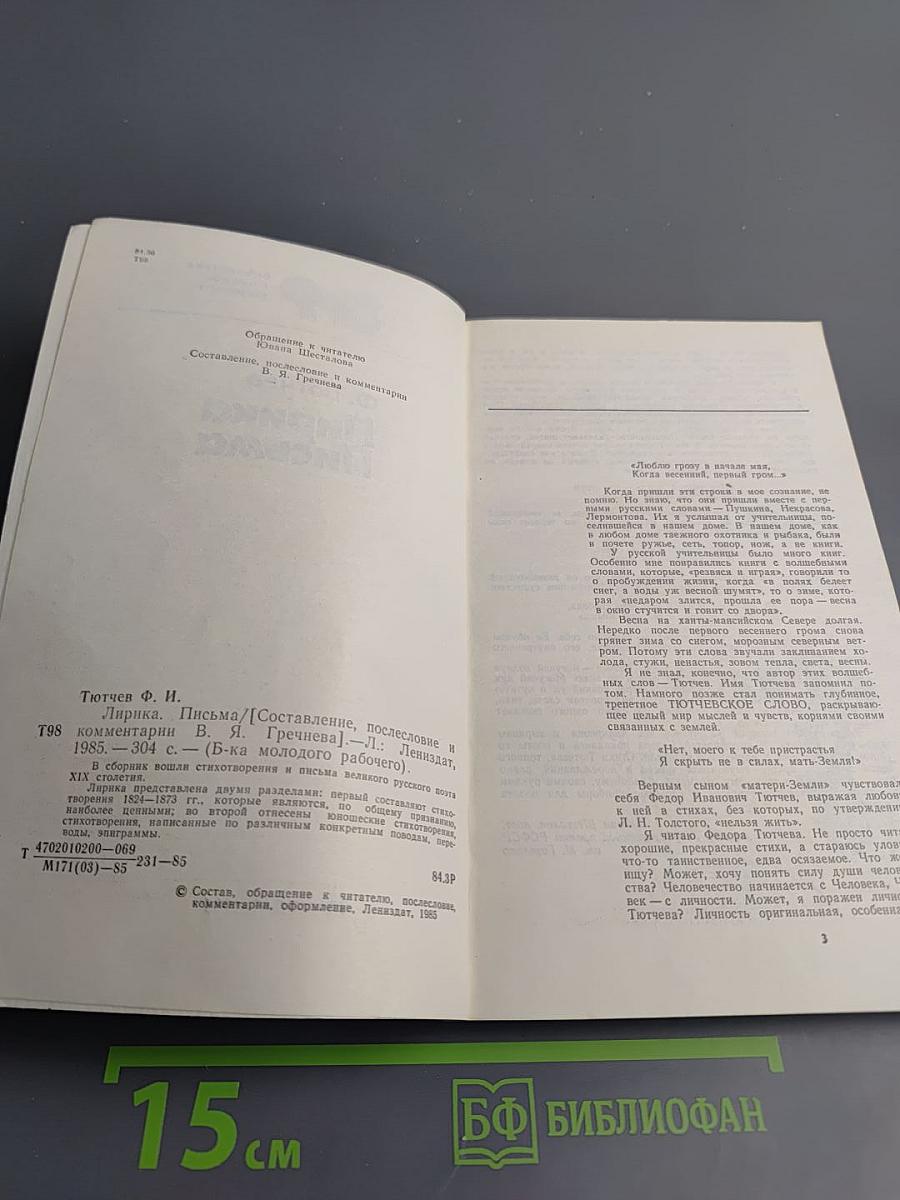 84.3Р
Т98
Обращение к читателю
Ювана Шесталова
Составление, послесловие и комментарии
В. Я. Гречнева
Тютчев Ф. И.
Лирика. Письма/[Составление, послесловие и
Т98 комментарии В. Я. Гречнева].—Л.: Лениздат,
1985.— 304 с.— (Б-ка молодого рабочего).
В сборник вошли стихотворения и письма великого русского поэта
XIX столетия.
Лирика представлена двумя разделами: первый составляют стихо-
творения 1824—1873 гг., которые являются, по общему признанию,
наиболее ценными; во второй отнесены юношеские стихотворения,
стихотворения, написанные по различным конкретным поводам, пере-
воды, эпиграммы.
Т 4702010200—069
М171(03)—85 231—85
84.3Р
© Состав, обращение к читателю, послесловие,
комментарии, оформление, Лениздат, 1985
«Люблю грозу в начале мая,
Когда весенний, первый гром...»
Когда пришли эти строки в мое сознание, не
помню. Но знаю, что они пришли вместе с пер-
выми русскими словами — Пушкина, Некрасова,
Лермонтова. Их я услышал от учительницы, по-
селившейся в нашем доме. В нашем доме, как
в любом доме таежного охотника и рыбака, были
в почете ружье, сеть, топор, нож, а не книги.
У русской учительницы было много книг.
Особенно мне понравились книги с волшебными
словами, которые, «резвяся и играя», говорили то
о пробуждении жизни, когда «в полях белеет
снег, а воды уж весной шумят», то о зиме, кото-
рая «недаром злится, прошла ее пора — весна
в окно стучится и гонит со двора».
Весна на ханты-мансийском Севере долгая.
Нередко после первого весеннего грома снова
грянет зима со снегом, морозным северным вет-
ром. Потому эти слова звучали заклинанием хо-
лода, стужи, ненастья, зовом тепла, света, весны.
Я не знал, конечно, что автор этих волшеб-
ных слов — Тютчев. Имя Тютчева запомнил по-
том. Намного позже стал понимать глубинное,
трепетное ТЮТЧЕВСКОЕ СЛОВО, раскрываю-
щее целый мир мыслей и чувств, корнями своими
связанных с землей.
«Нет, моего к тебе пристрастья
Я скрыть не в силах, мать-Земля!»
Верным сыном «матери-Земли» чувствовал
себя Федор Иванович Тютчев, выражая любовь
к ней в стихах, без которых, по утверждению
Л. Н. Толстого, «нельзя жить».
Я читаю Федора Тютчева. Не просто чит
хорошие, прекрасные стихи, а стараюсь улови
что-то таинственное, едва осязаемое. Что ж
ищу? Может, хочу понять силу души челов
ства? Человечество начинается с Человека, Ч
век — с личности. Может, я поражен лично
Тютчева? Личность оригинальная, особенна
3
15 см
БФ БИБЛИОФАН